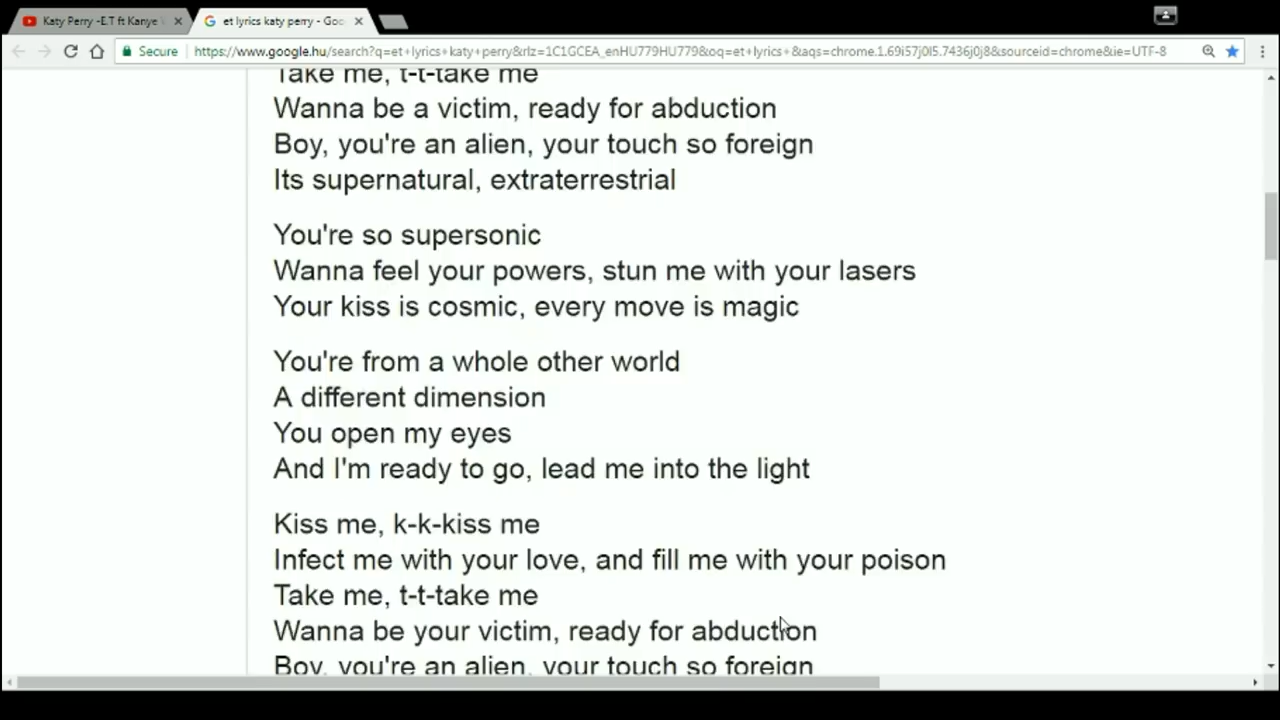 Katy Perry -E.T ft Kanye
et lyrics katy perry - Goo
Secure
https://www.google.hu/search?q=et+lyrics+katy+perry&rlz=1C1GCEA_enHU779HU779&oq=et+lyrics+&aqs=chrome.1.69i57j0l5.7436j0j8&sourceid=chrome&ie=UTF-8
Take me, t-t-take me
Wanna be a victim, ready for abduction
Boy, you're an alien, your touch so foreign
Its supernatural, extraterrestrial
You're so supersonic
Wanna feel your powers, stun me with your lasers
Your kiss is cosmic, every move is magic
You're from a whole other world
A different dimension
You open my eyes
And I'm ready to go, lead me into the light
Kiss me, k-k-kiss me
Infect me with your love, and fill me with your poison
Take me, t-t-take me
Wanna be your victim, ready for abduction
Boy, you're an alien, your touch so foreign